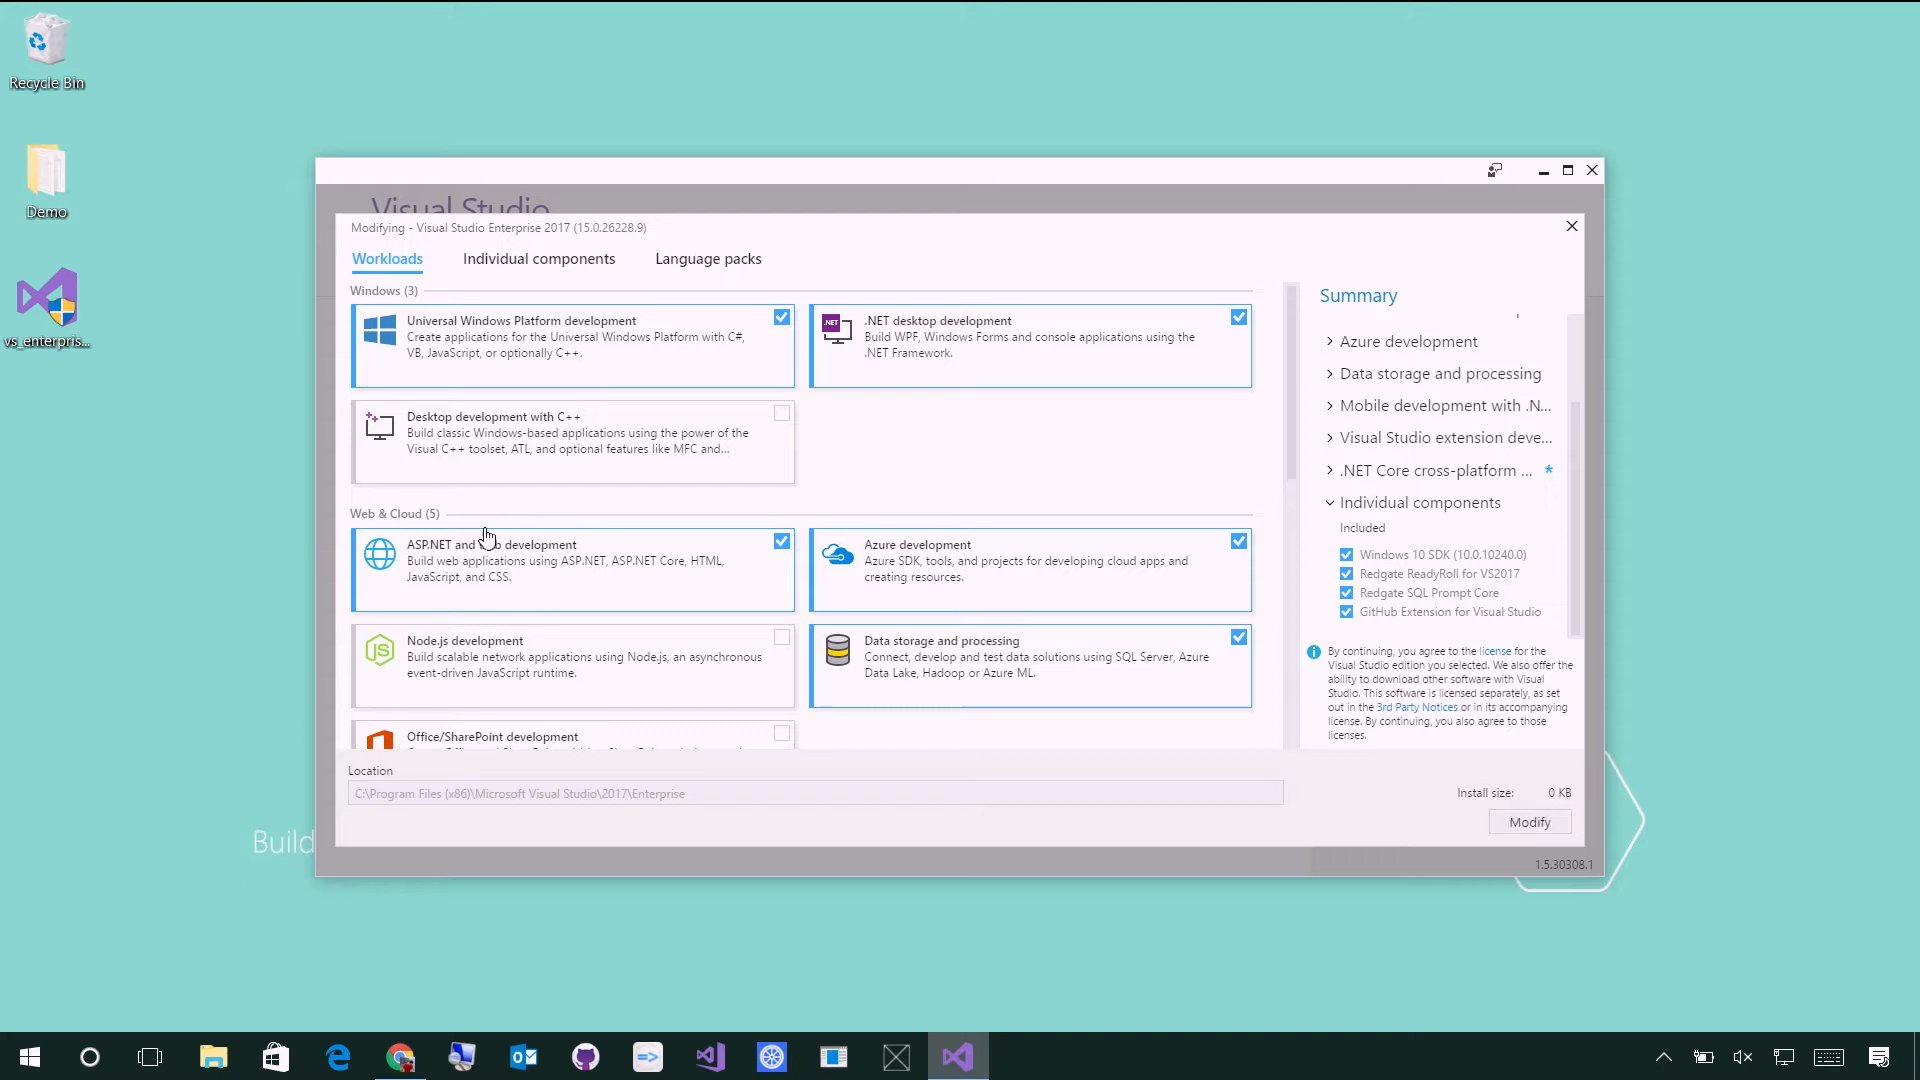 Recycle Bin
Demo
vs_enterpris...
Visual Studio
Modifying - Visual Studio Enterprise 2017 (15.0.26228.9)
Workloads
Individual components
Language packs
Windows (3)
Universal Windows Platform development
Create applications for the Universal Windows Platform with C#,
VB, JavaScript, or optionally C++.
.NET
.NET desktop development
Build WPF, Windows Forms and console applications using the
.NET Framework.
Desktop development with C++
Build classic Windows-based applications using the power of the
Visual C++ toolset, ATL, and optional features like MFC and...
Web & Cloud (5)
ASP.NET and development
Build web applications using ASP.NET, ASP.NET Core, HTML,
JavaScript, and CSS.
Azure development
Azure SDK, tools, and projects for developing cloud apps and
creating resources.
JS
Node.js development
Build scalable network applications using Node.js, an asynchronous
event-driven JavaScript runtime.
Data storage and processing
Connect, develop and test data solutions using SQL Server, Azure
Data Lake, Hadoop or Azure ML.
Office/SharePoint development
Summary
Azure development
Data storage and processing
Mobile development with .N...
Visual Studio extension deve...
.NET Core cross-platform ... *
Individual components
Included
Windows 10 SDK (10.0.10240.0)
Redgate ReadyRoll for VS2017
Redgate SQL Prompt Core
GitHub Extension for Visual Studio
By continuing, you agree to the license for the
Visual Studio edition you selected. We also offer the
ability to download other software with Visual
Studio. This software is licensed separately, as set
out in the 3rd Party Notices or in its accompanying
license. By continuing, you also agree to those
licenses.
Location
C:\Program Files (x86)\Microsoft Visual Studio\2017\Enterprise
Install size: 0 KB
Modify
Build
1.5.30308.1